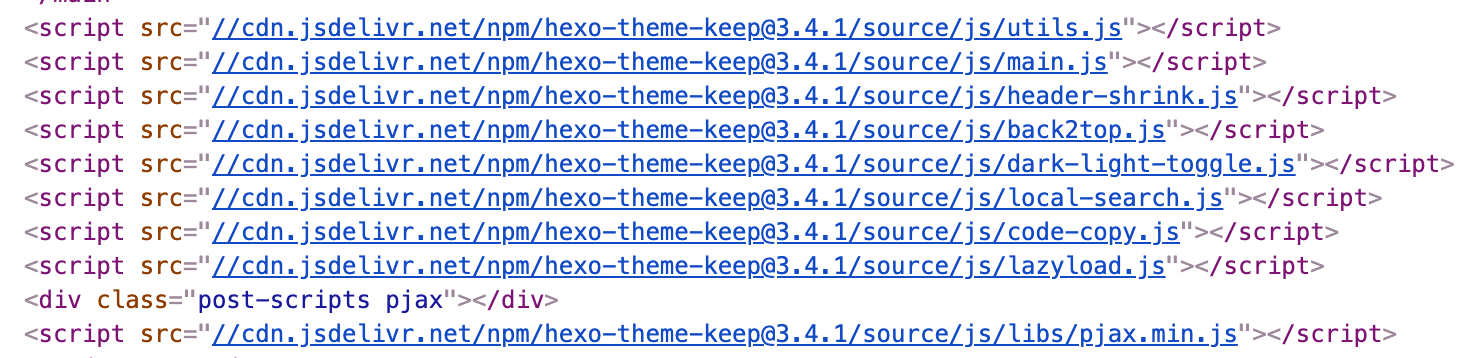 <script src="//cdn.jsdelivr.net/npm/hexo-theme-keep@3.4.1/source/js/utils.js"></script>
<script src="//cdn.jsdelivr.net/npm/hexo-theme-keep@3.4.1/source/js/main.js"></script>
<script src="//cdn.jsdelivr.net/npm/hexo-theme-keep@3.4.1/source/js/header-shrink.js"></script>
<script src="//cdn.jsdelivr.net/npm/hexo-theme-keep@3.4.1/source/js/back2top.js"></script>
<script src="//cdn.jsdelivr.net/npm/hexo-theme-keep@3.4.1/source/js/dark-light-toggle.js"></script>
<script src="//cdn.jsdelivr.net/npm/hexo-theme-keep@3.4.1/source/js/local-search.js"></script>
<script src="//cdn.jsdelivr.net/npm/hexo-theme-keep@3.4.1/source/js/code-copy.js"></script>
<script src="//cdn.jsdelivr.net/npm/hexo-theme-keep@3.4.1/source/js/lazyload.js"></script>
<div class="post-scripts pjax"></div>
<script src="//cdn.jsdelivr.net/npm/hexo-theme-keep@3.4.1/source/js/libs/pjax.min.js"></script>